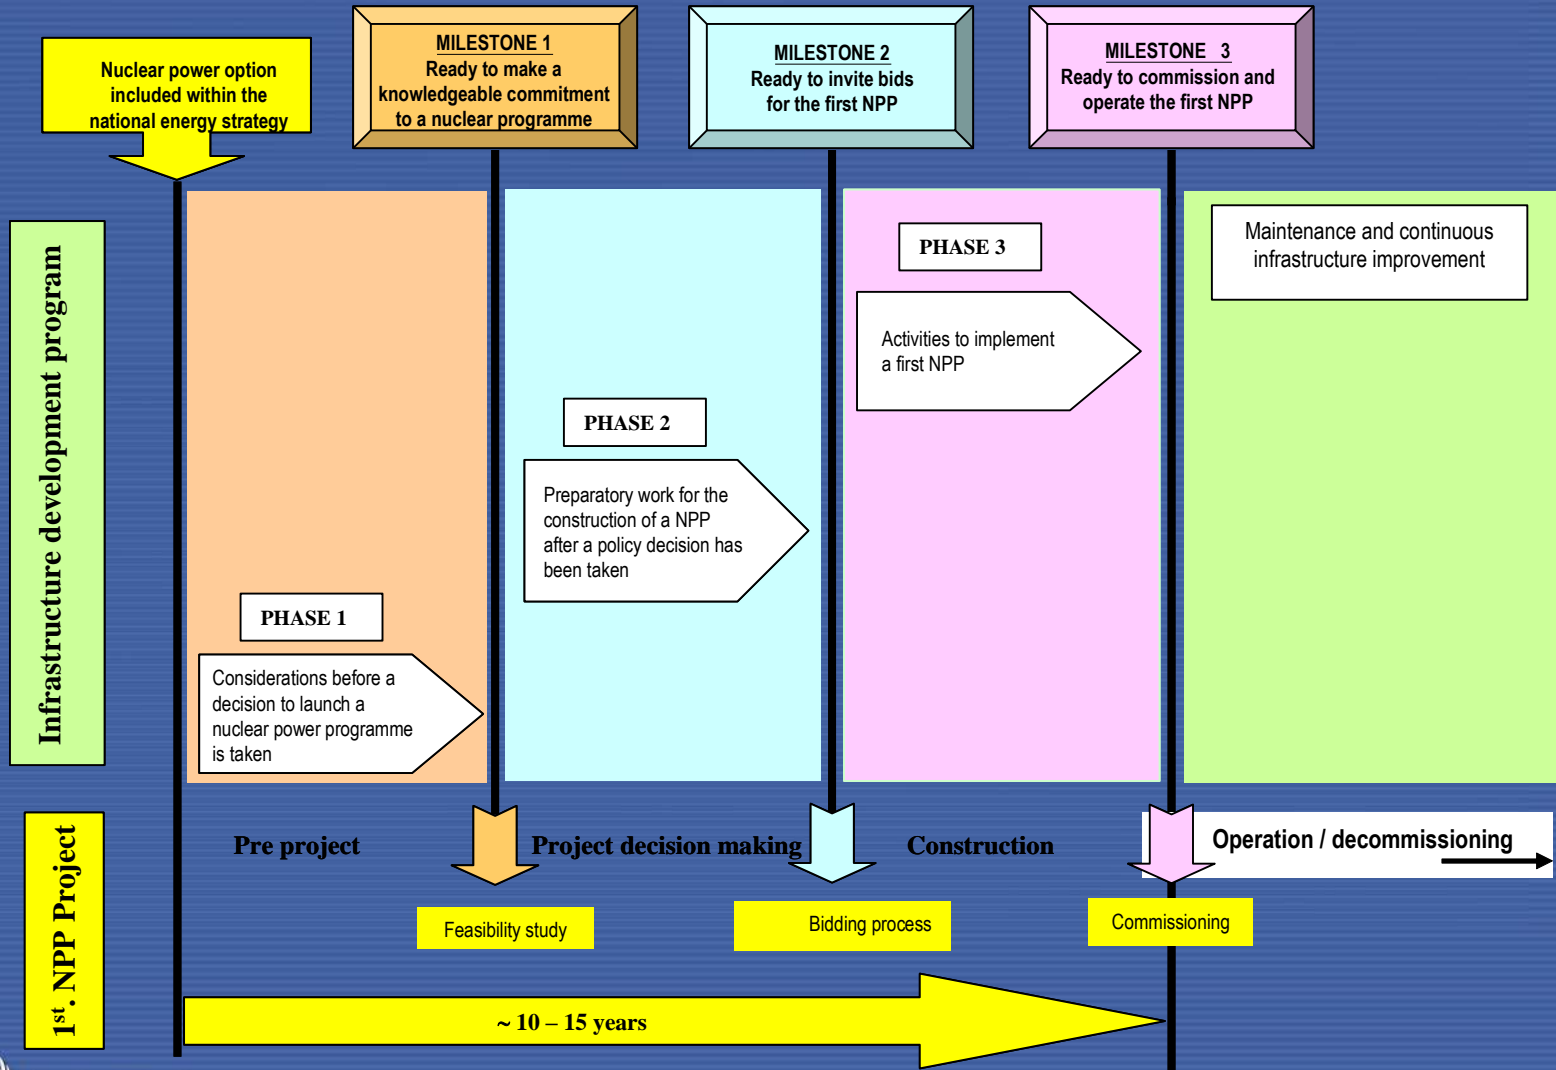 Nuclear power option
included within the
national energy strategy
MILESTONE 1
Ready to make a
knowledgeable commitment
to a nuclear programme
MILESTONE 2
Ready to invite bids
for the first NPP
MILESTONE 3
Ready to commission and
operate the first NPP
Infrastructure development program
PHASE 1
Considerations before a
decision to launch a
nuclear power programme
is taken
PHASE 2
Preparatory work for the
construction of a NPP
after a policy decision has
been taken
PHASE 3
Activities to implement
a first NPP
Maintenance and continuous
infrastructure improvement
1st. NPP Project
Pre project
Project decision making
Construction
Operation / decommissioning
Feasibility study
Bidding process
Commissioning
~ 10 – 15 years